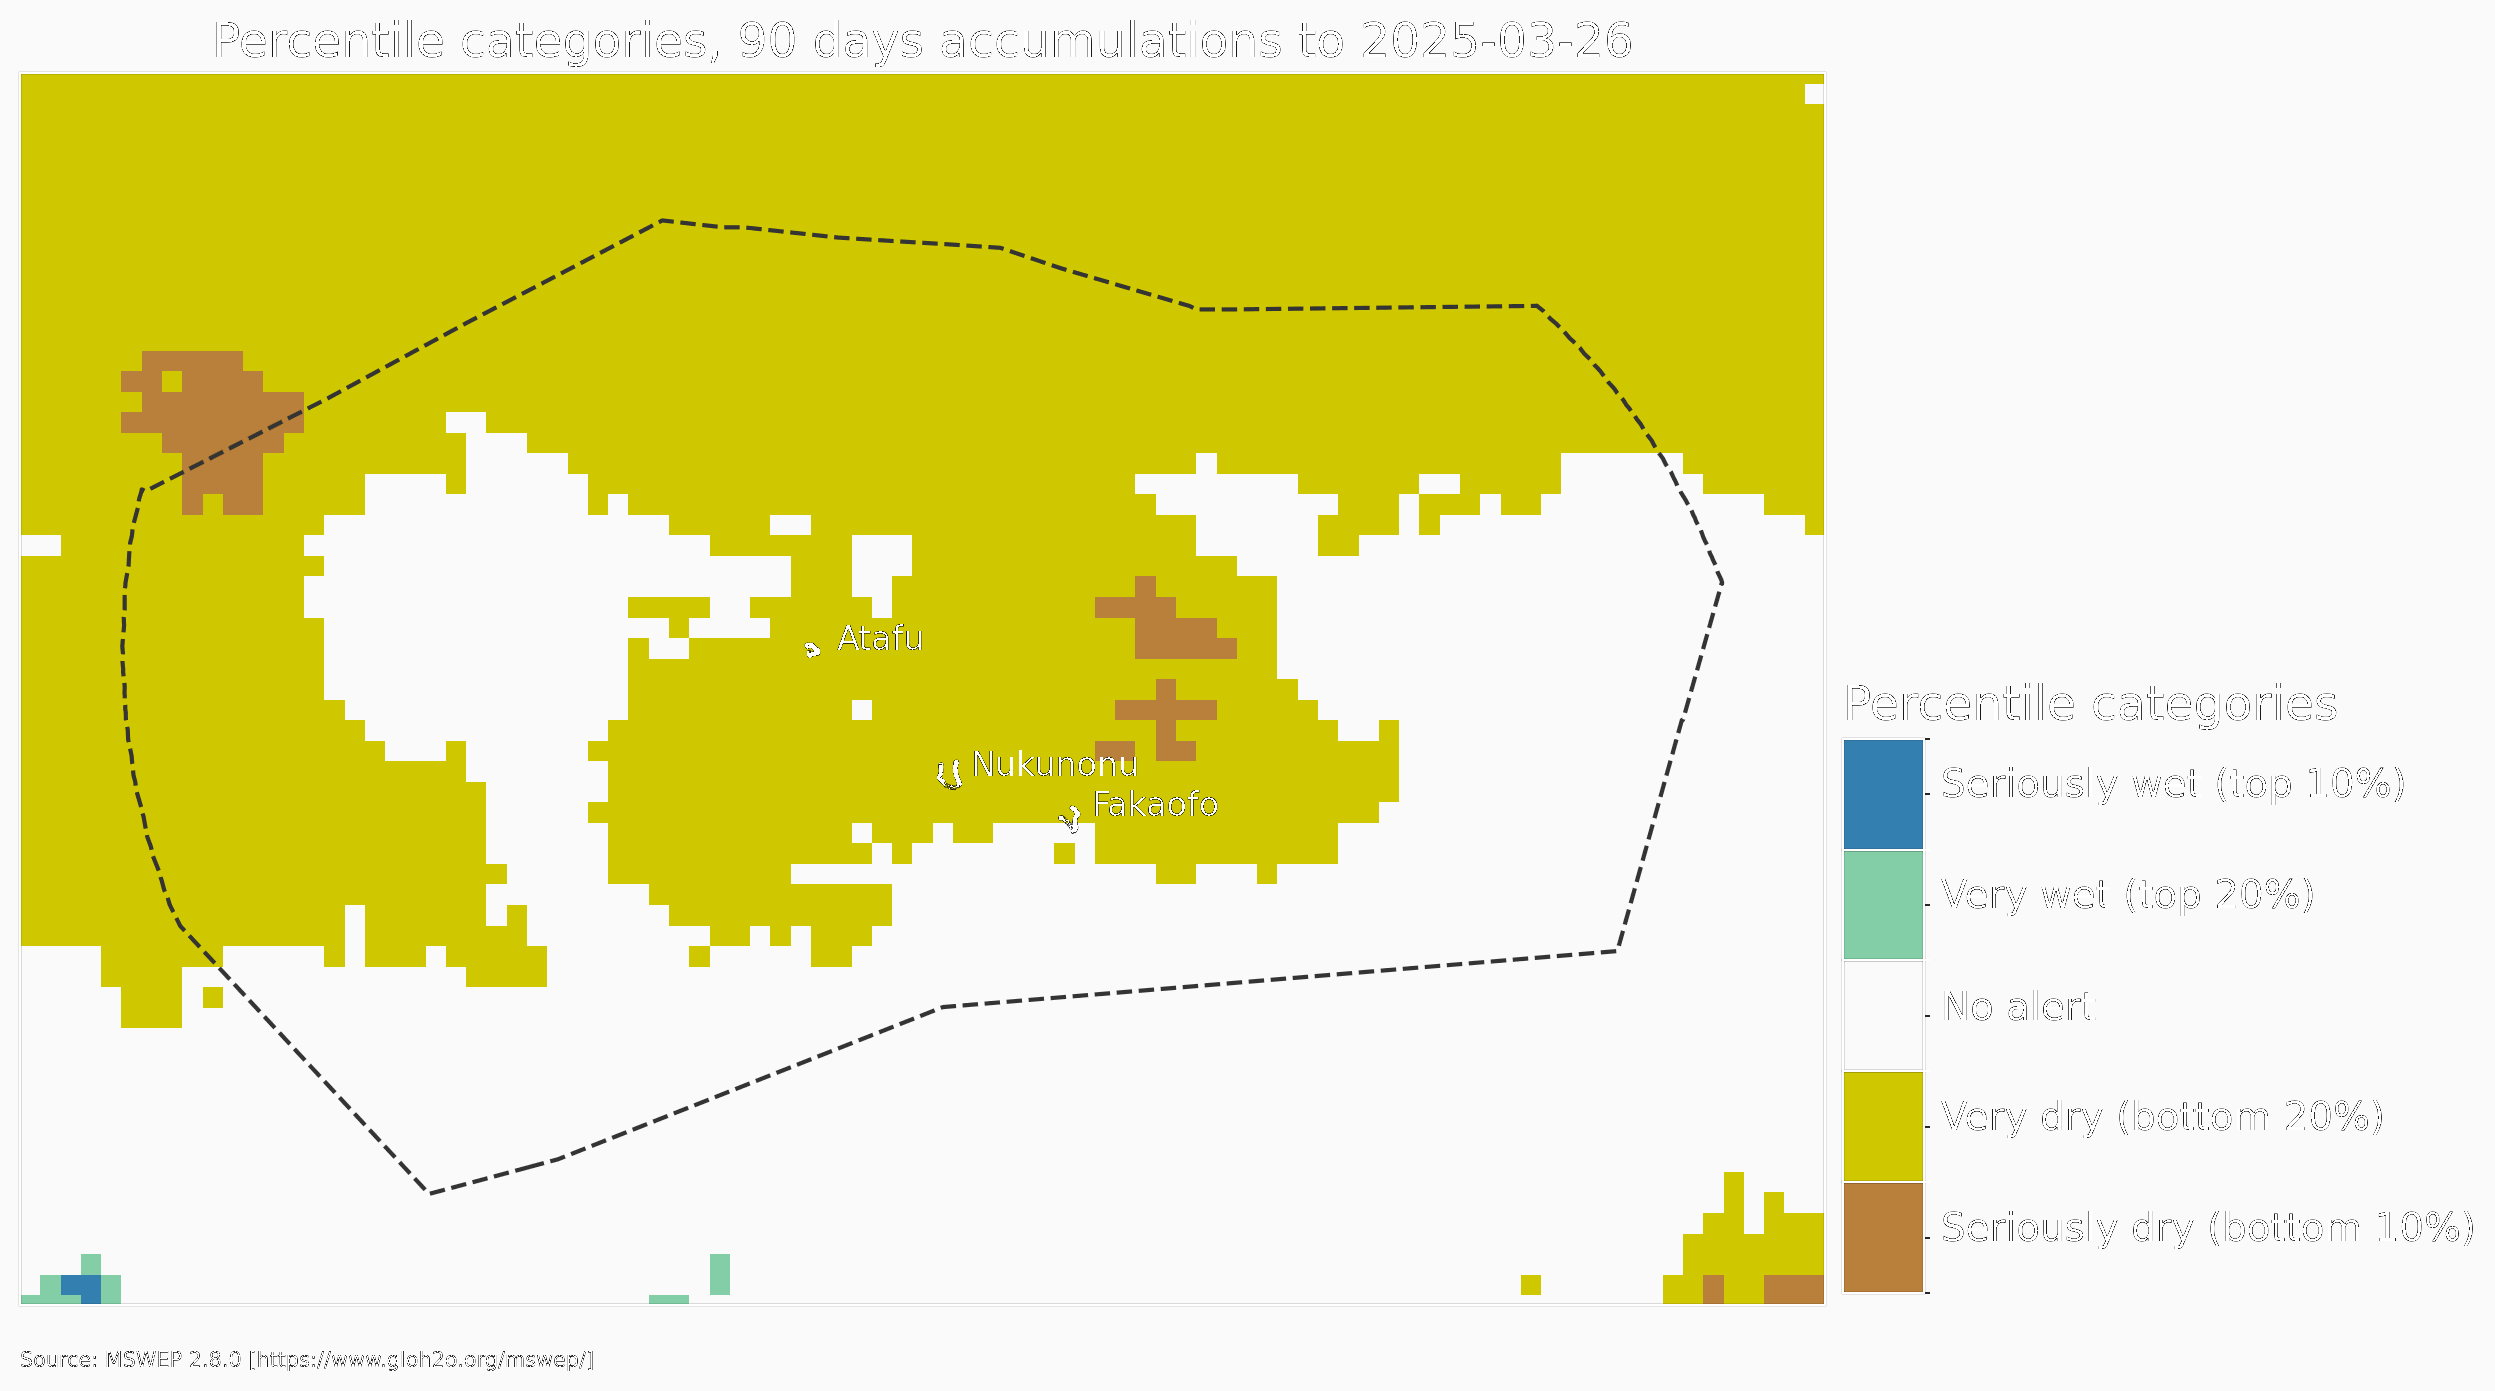 Percentile categories, 90 days accumulations to 2025-03-26
Atafu
Nukunonu
Fakaofo
Percentile categories
Seriously wet (top 10%)
Very wet (top 20%)
No alert
Very dry (bottom 20%)
Seriously dry (bottom 10%)
Source: MSWEP 2.8.0 [https://www.gloh2o.org/mswep/]